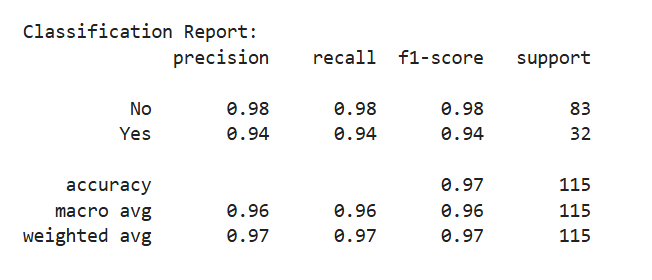 Classification Report:
precision recall f1-score support
No 0.98 0.98 0.98 83
Yes 0.94 0.94 0.94 32
accuracy 0.97 115
macro avg 0.96 0.96 0.96 115
weighted avg 0.97 0.97 0.97 115